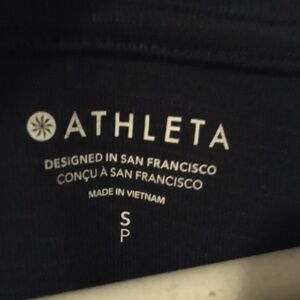 ATHLETA
DESIGNED IN SAN FRANCISCO
CONÇU À SAN FRANCISCO
MADE IN VIETNAM
S
P